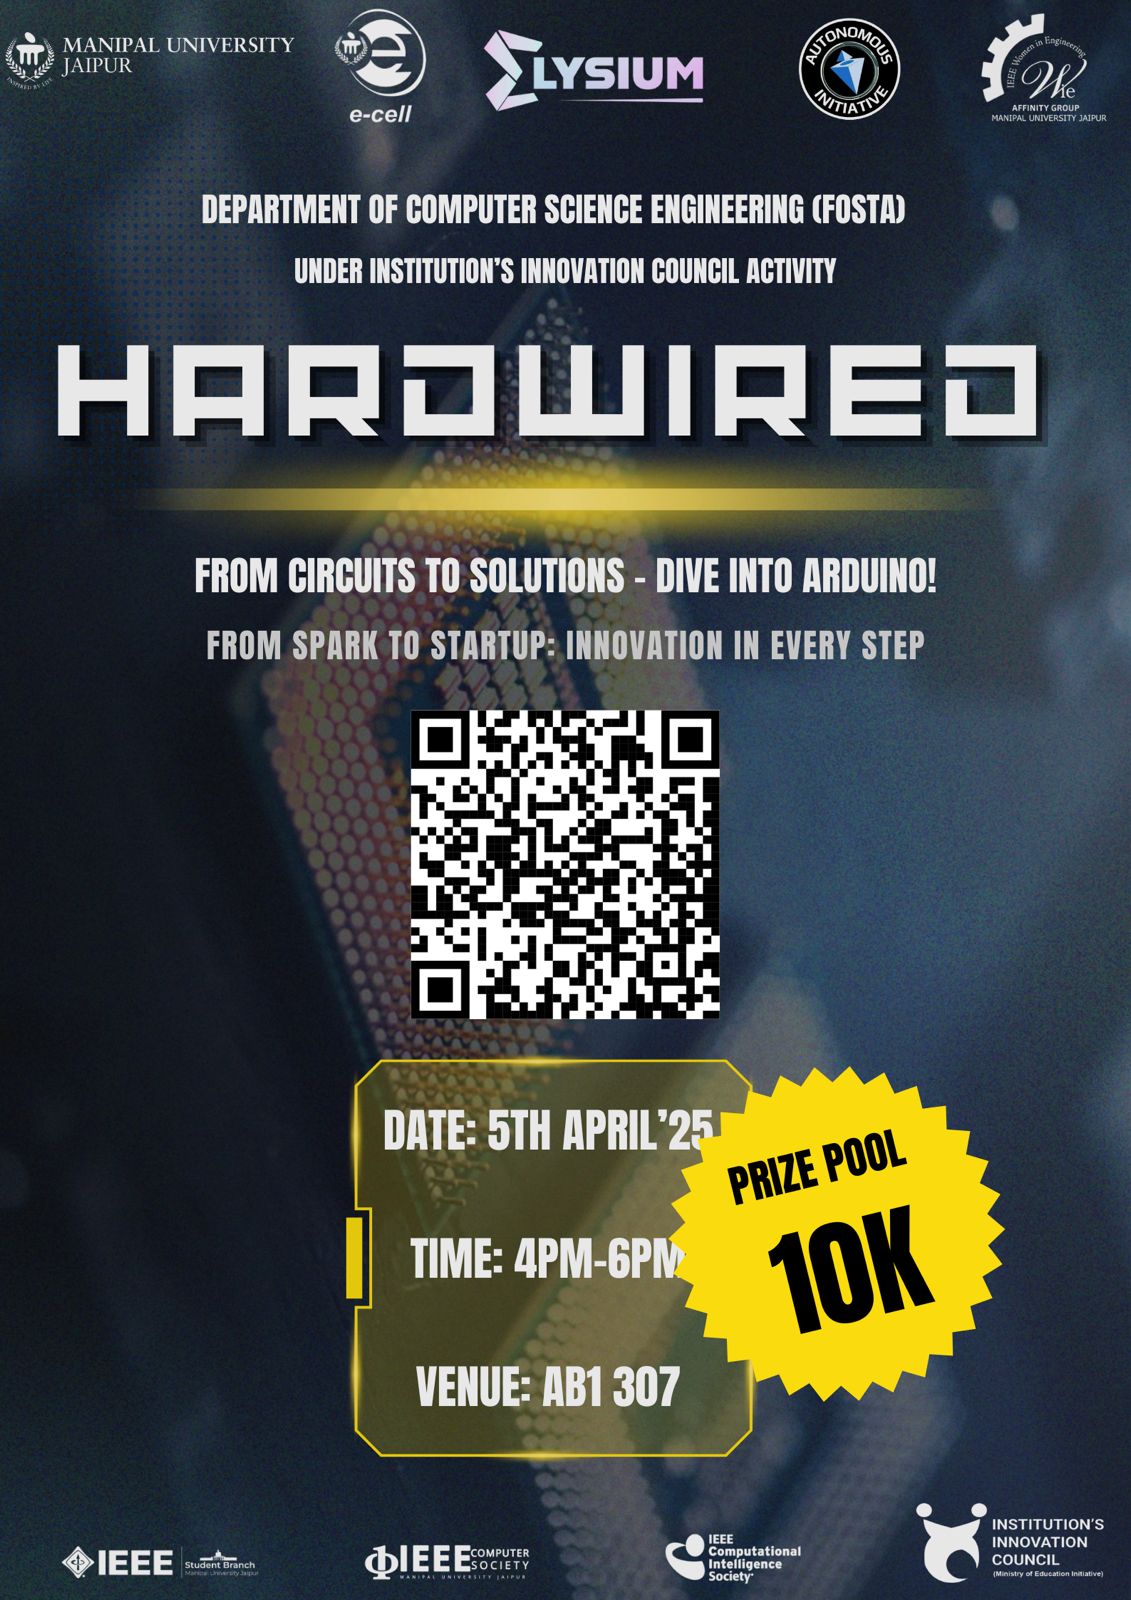 MANIPAL UNIVERSITY
JAIPUR
INSPIRED BY LIFE
e
e-cell
ELYSIUM
AUTONOMOUS
INITIATIVE
IEEE Women in Engineering
Wie
AFFINITY GROUP
MANIPAL UNIVERSITY JAIPUR
DEPARTMENT OF COMPUTER SCIENCE ENGINEERING (FOSTA)
UNDER INSTITUTION'S INNOVATION COUNCIL ACTIVITY
HARDWIRED
FROM CIRCUITS TO SOLUTIONS - DIVE INTO ARDUINO!
FROM SPARK TO STARTUP: INNOVATION IN EVERY STEP
DATE: 5TH APRIL'25
TIME: 4PM-6PM
VENUE: AB1 307
PRIZE POOL
10K
IEEE
Student Branch
Manipal University Jaipur
IEEE COMPUTER
SOCIETY
MANIPAL UNIVERSITY JAIPUR
IEEE
Computational
Intelligence
Society
INSTITUTION'S
INNOVATION
COUNCIL
(Ministry of Education Initiative)